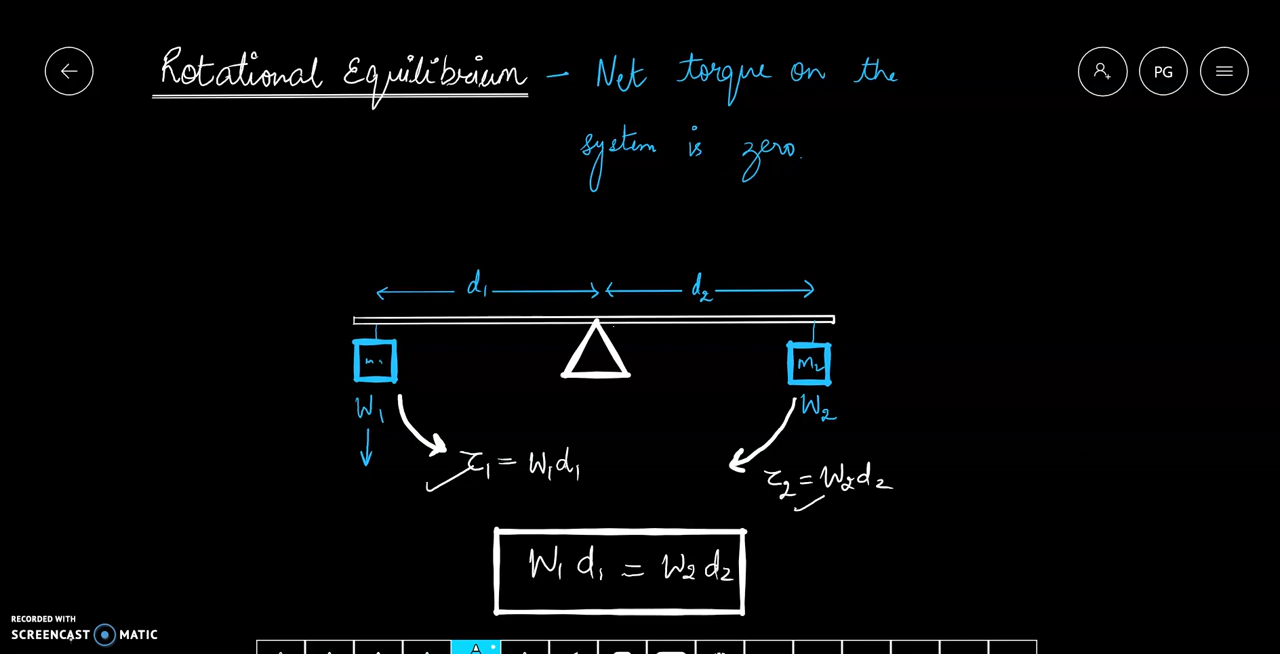 Rotational Equilibrium – Net torque on the
system is zero.
PG
d₁ d₂
m₁ M₂
W₁ W₂
τ₁ = W₁d₁
τ₂ = W₂d₂
W₁ d₁ = W₂ d₂
RECORDED WITH
SCREENCAST MATIC